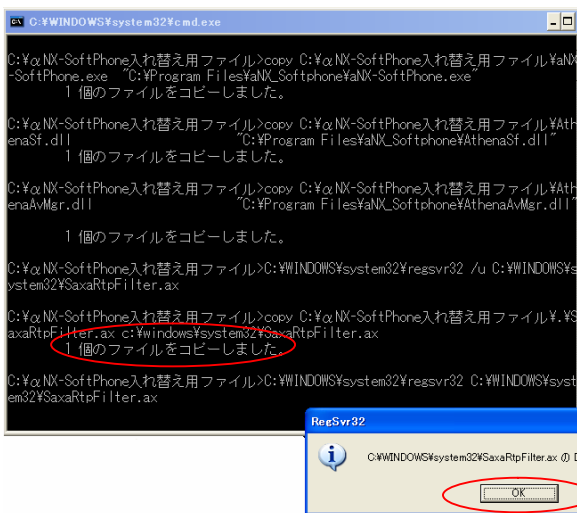 C:¥WINDOWS¥system32¥cmd.exe
C:¥αNX-SoftPhone入れ替え用ファイル>copy C:¥αNX-SoftPhone入れ替え用ファイル¥aNX
-SoftPhone.exe "C:¥Program Files¥aNX_Softphone¥aNX-SoftPhone.exe"
1 個のファイルをコピーしました。
C:¥αNX-SoftPhone入れ替え用ファイル>copy C:¥αNX-SoftPhone入れ替え用ファイル¥Ath
enaSf.dll "C:¥Program Files¥aNX_Softphone¥AthenaSf.dll"
1 個のファイルをコピーしました。
C:¥αNX-SoftPhone入れ替え用ファイル>copy C:¥αNX-SoftPhone入れ替え用ファイル¥Ath
enaAvMgr.dll "C:¥Program Files¥aNX_Softphone¥AthenaAvMgr.dll"
1 個のファイルをコピーしました。
C:¥αNX-SoftPhone入れ替え用ファイル>C:¥WINDOWS¥system32¥regsvr32 /u C:¥WINDOWS¥s
ystem32¥SaxaRtpFilter.ax
C:¥αNX-SoftPhone入れ替え用ファイル>copy C:¥αNX-SoftPhone入れ替え用ファイル¥.¥S
axaRtpFilter.ax c:¥windows¥system32¥SaxaRtpFilter.ax
1 個のファイルをコピーしました。
C:¥αNX-SoftPhone入れ替え用ファイル>C:¥WINDOWS¥system32¥regsvr32 C:¥WINDOWS¥syst
em32¥SaxaRtpFilter.ax
RegSvr32
C:¥WINDOWS¥system32¥SaxaRtpFilter.ax の D
OK